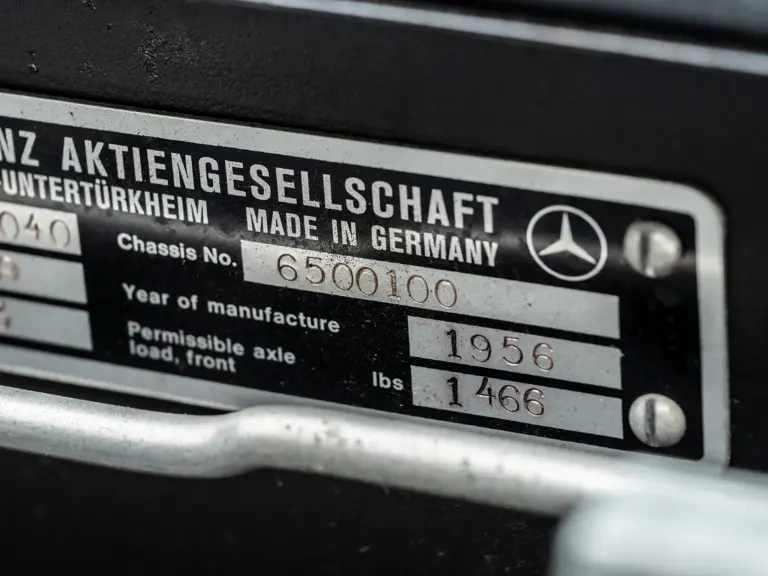 NZ AKTIENGESELLSCHAFT
-UNTERTÜRKHEIM MADE IN GERMANY
040 Chassis No. 6500100
Year of manufacture 1956
Permissible axle
load, front lbs 1466